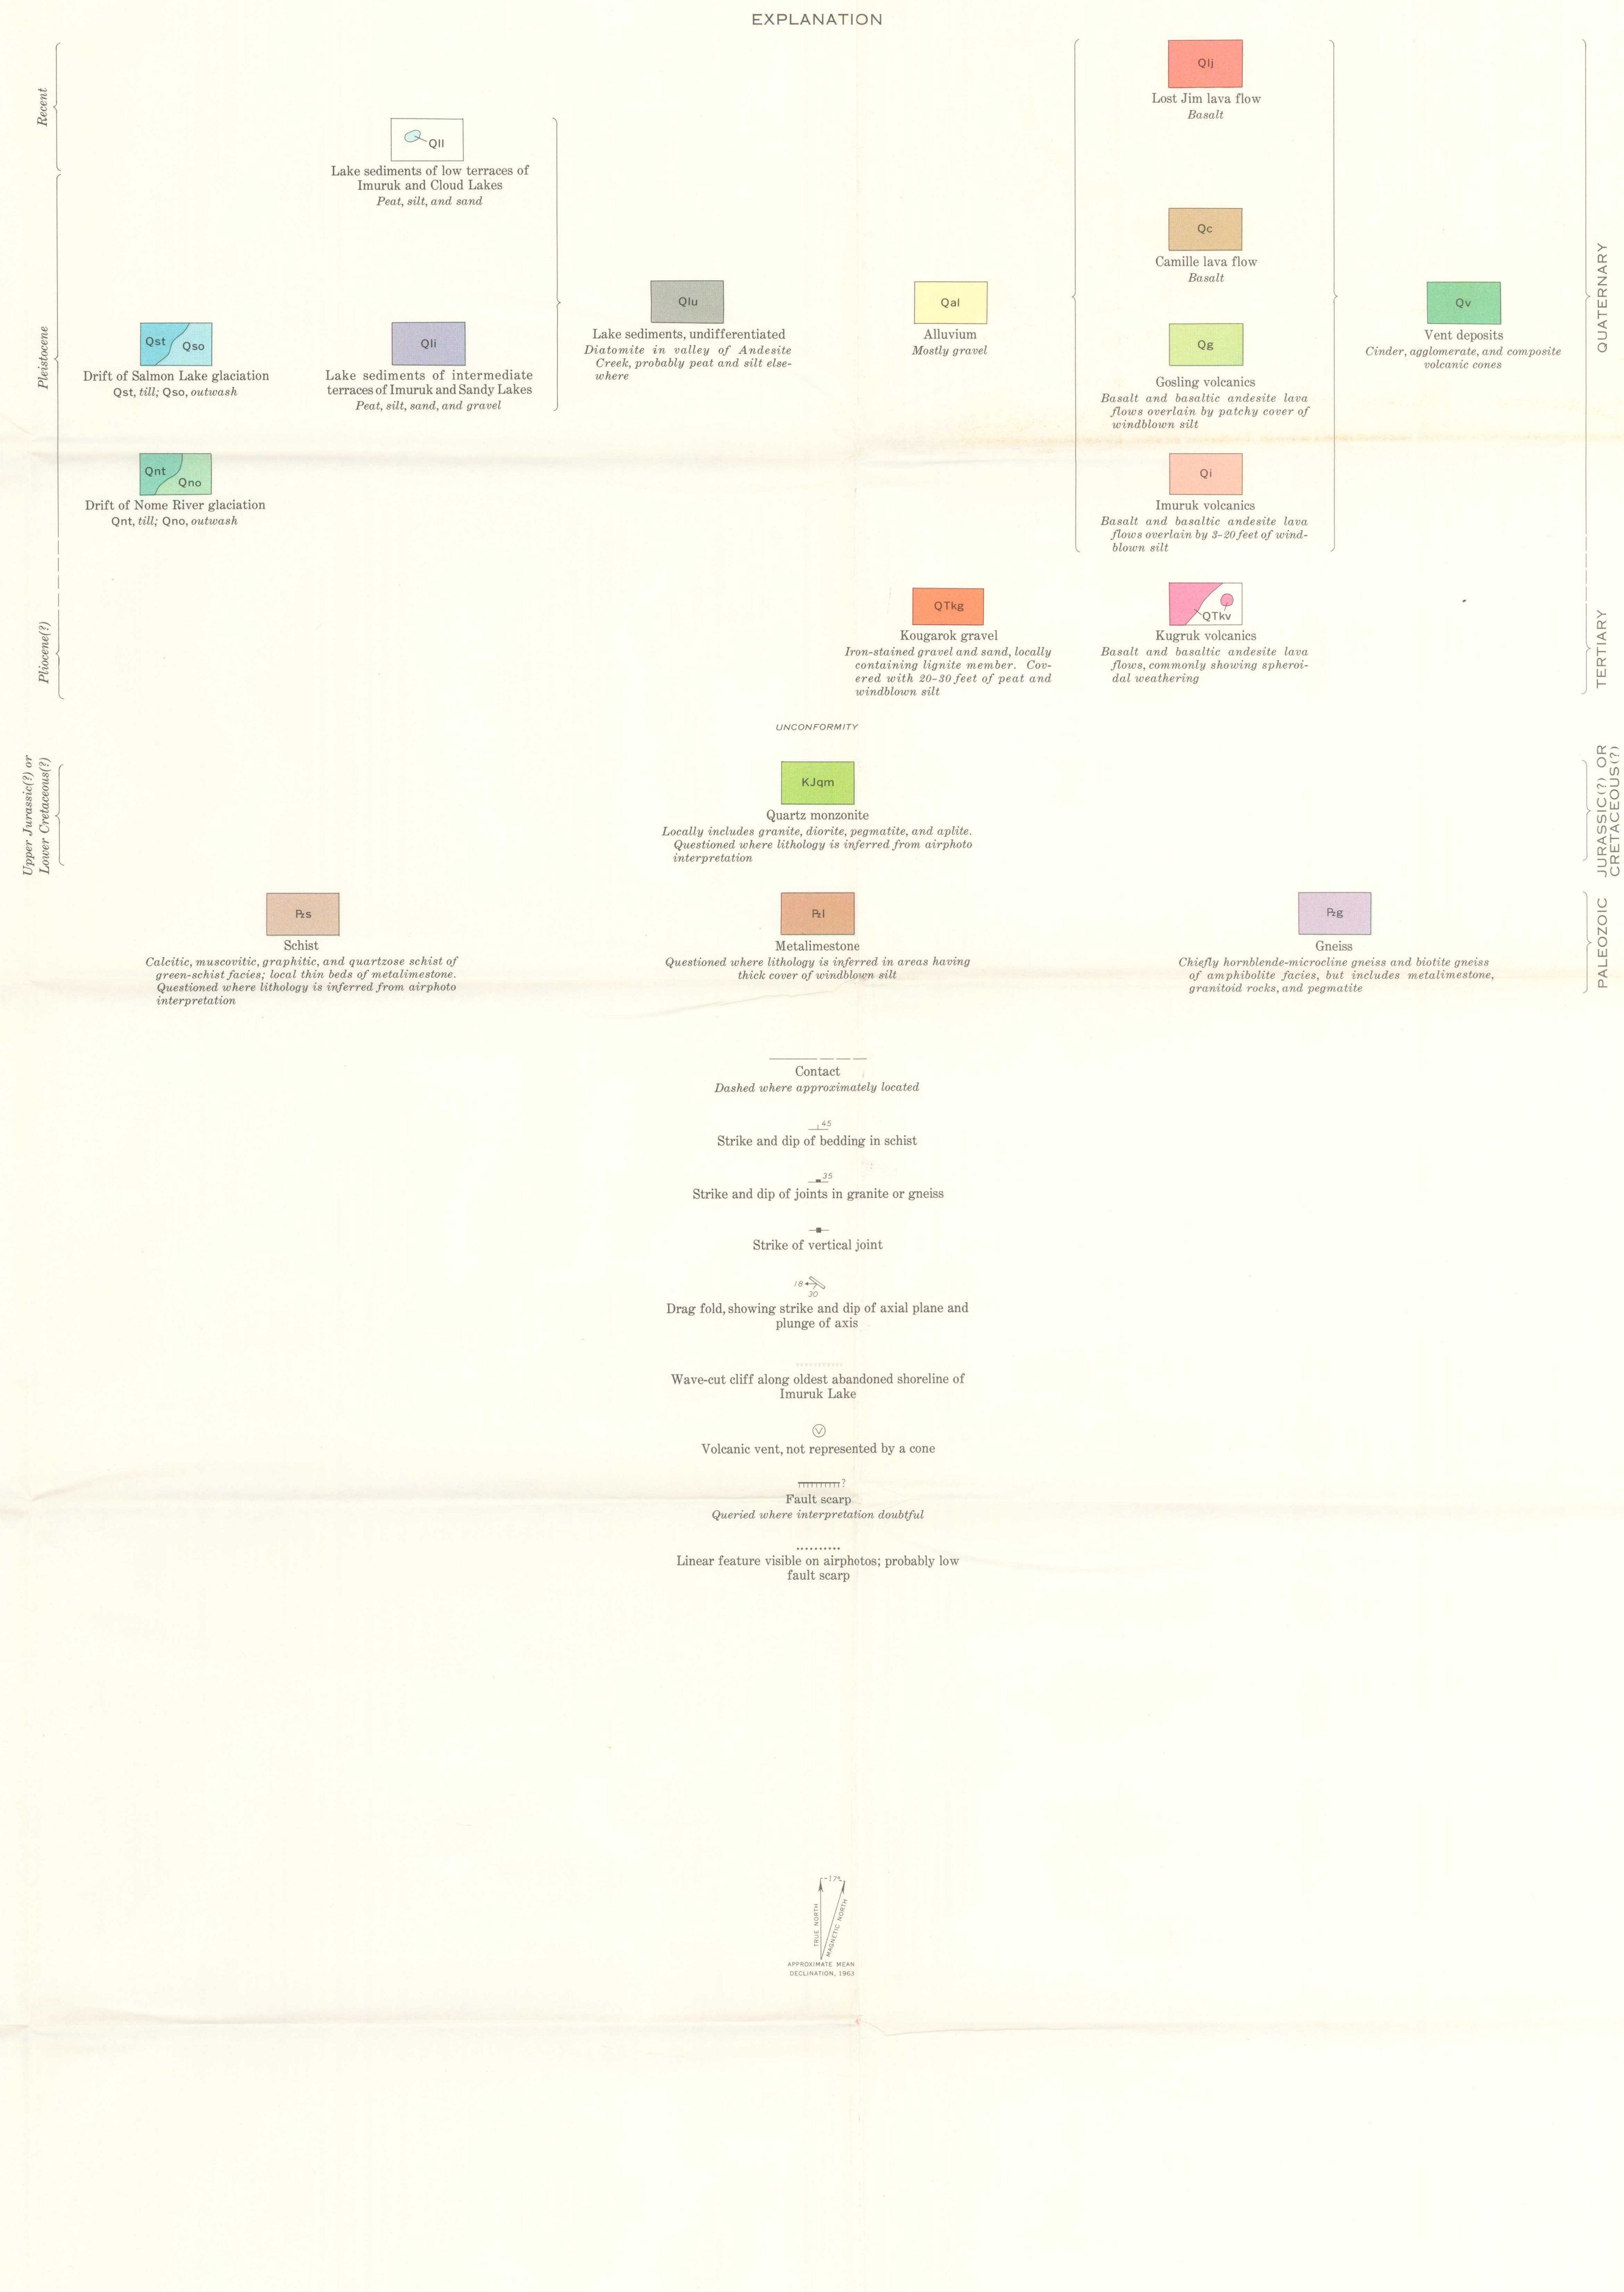 EXPLANATION
Recent
Pleistocene
Pliocene(?)
Upper Jurassic(?) or
Lower Cretaceous(?)
Qll
Lake sediments of low terraces of
Imuruk and Cloud Lakes
Peat, silt, and sand
Qst Qso
Drift of Salmon Lake glaciation
Qst, till; Qso, outwash
Qli
Lake sediments of intermediate
terraces of Imuruk and Sandy Lakes
Peat, silt, sand, and gravel
Qnt Qno
Drift of Nome River glaciation
Qnt, till; Qno, outwash
Qlu
Lake sediments, undifferentiated
Diatomite in valley of Andesite
Creek, probably peat and silt else-
where
Qal
Alluvium
Mostly gravel
Qlj
Lost Jim lava flow
Basalt
Qc
Camille lava flow
Basalt
Qg
Gosling volcanics
Basalt and basaltic andesite lava
flows overlain by patchy cover of
windblown silt
Qi
Imuruk volcanics
Basalt and basaltic andesite lava
flows overlain by 3-20 feet of wind-
blown silt
Qv
Vent deposits
Cinder, agglomerate, and composite
volcanic cones
QTkg
Kougarok gravel
Iron-stained gravel and sand, locally
containing lignite member. Cov-
ered with 20-30 feet of peat and
windblown silt
QTkv
Kugruk volcanics
Basalt and basaltic andesite lava
flows, commonly showing spheroi-
dal weathering
QUATERNARY
TERTIARY
UNCONFORMITY
KJqm
Quartz monzonite
Locally includes granite, diorite, pegmatite, and aplite.
Questioned where lithology is inferred from airphoto
interpretation
JURASSIC(?) OR
CRETACEOUS(?)
Pzs
Schist
Calcitic, muscovitic, graphitic, and quartzose schist of
green-schist facies; local thin beds of metalimestone.
Questioned where lithology is inferred from airphoto
interpretation
Pzl
Metalimestone
Questioned where lithology is inferred in areas having
thick cover of windblown silt
Pzg
Gneiss
Chiefly hornblende-microcline gneiss and biotite gneiss
of amphibolite facies, but includes metalimestone,
granitoid rocks, and pegmatite
PALEOZOIC
Contact
Dashed where approximately located
45
Strike and dip of bedding in schist
35
Strike and dip of joints in granite or gneiss
Strike of vertical joint
18
30
Drag fold, showing strike and dip of axial plane and
plunge of axis
Wave-cut cliff along oldest abandoned shoreline of
Imuruk Lake
V
Volcanic vent, not represented by a cone
?
Fault scarp
Queried where interpretation doubtful
Linear feature visible on airphotos; probably low
fault scarp
17°
TRUE NORTH
MAGNETIC NORTH
APPROXIMATE MEAN
DECLINATION, 1963